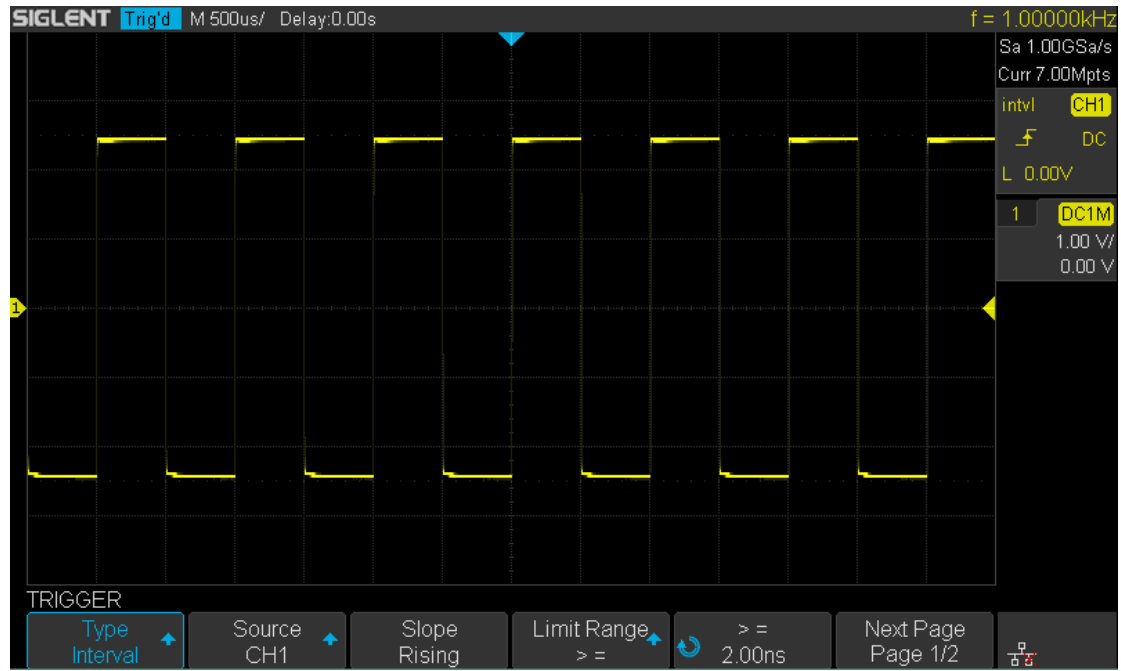 SIGLENT Trig'd M 500us/ Delay:0.00s f = 1.00000kHz
Sa 1.00GSa/s
Curr 7.00Mpts
intvl CH1
DC
L 0.00V
1 DC1M
1.00 V/
0.00 V
1
TRIGGER
Type
Interval
Source
CH1
Slope
Rising
Limit Range
> =
> =
2.00ns
Next Page
Page 1/2